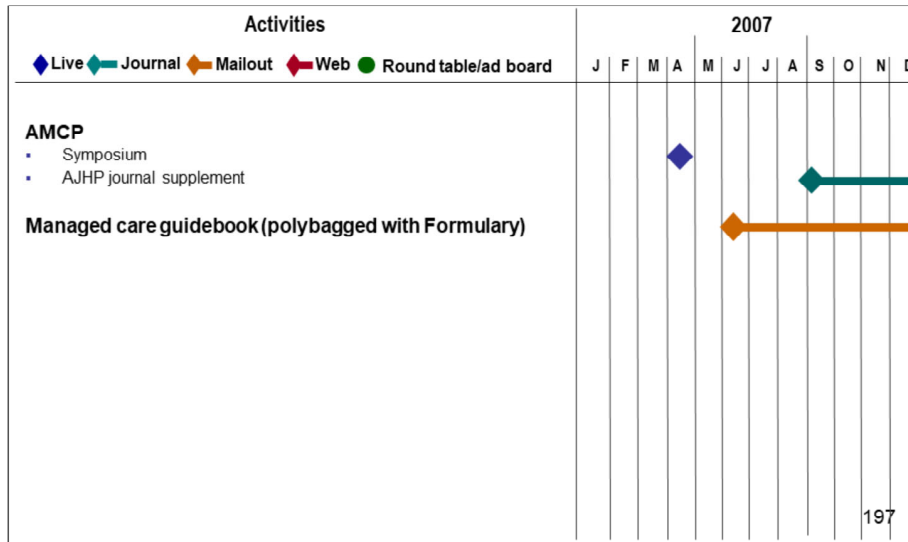 Activities
2007
Live Journal Mailout Web Round table/ad board
J F M A M J J A S O N D
AMCP
▪ Symposium
▪ AJHP journal supplement
Managed care guidebook (polybagged with Formulary)
197